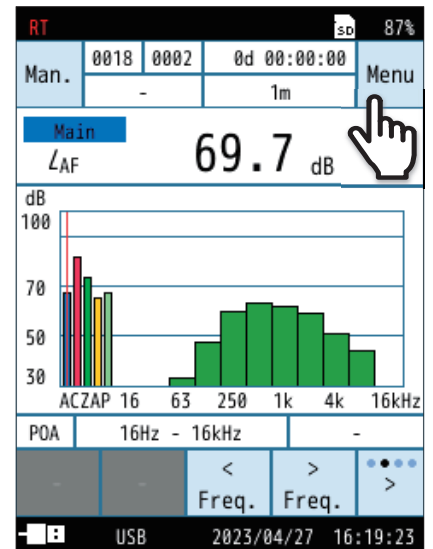 RT SD 87%
Man. 0018 0002 0d 00:00:00 Menu
- 1m
Main
LAF 69.7 dB
dB
100
70
50
30
ACZAP 16 63 250 1k 4k 16kHz
POA 16Hz - 16kHz -
- - < > >
Freq. Freq.
USB 2023/04/27 16:19:23